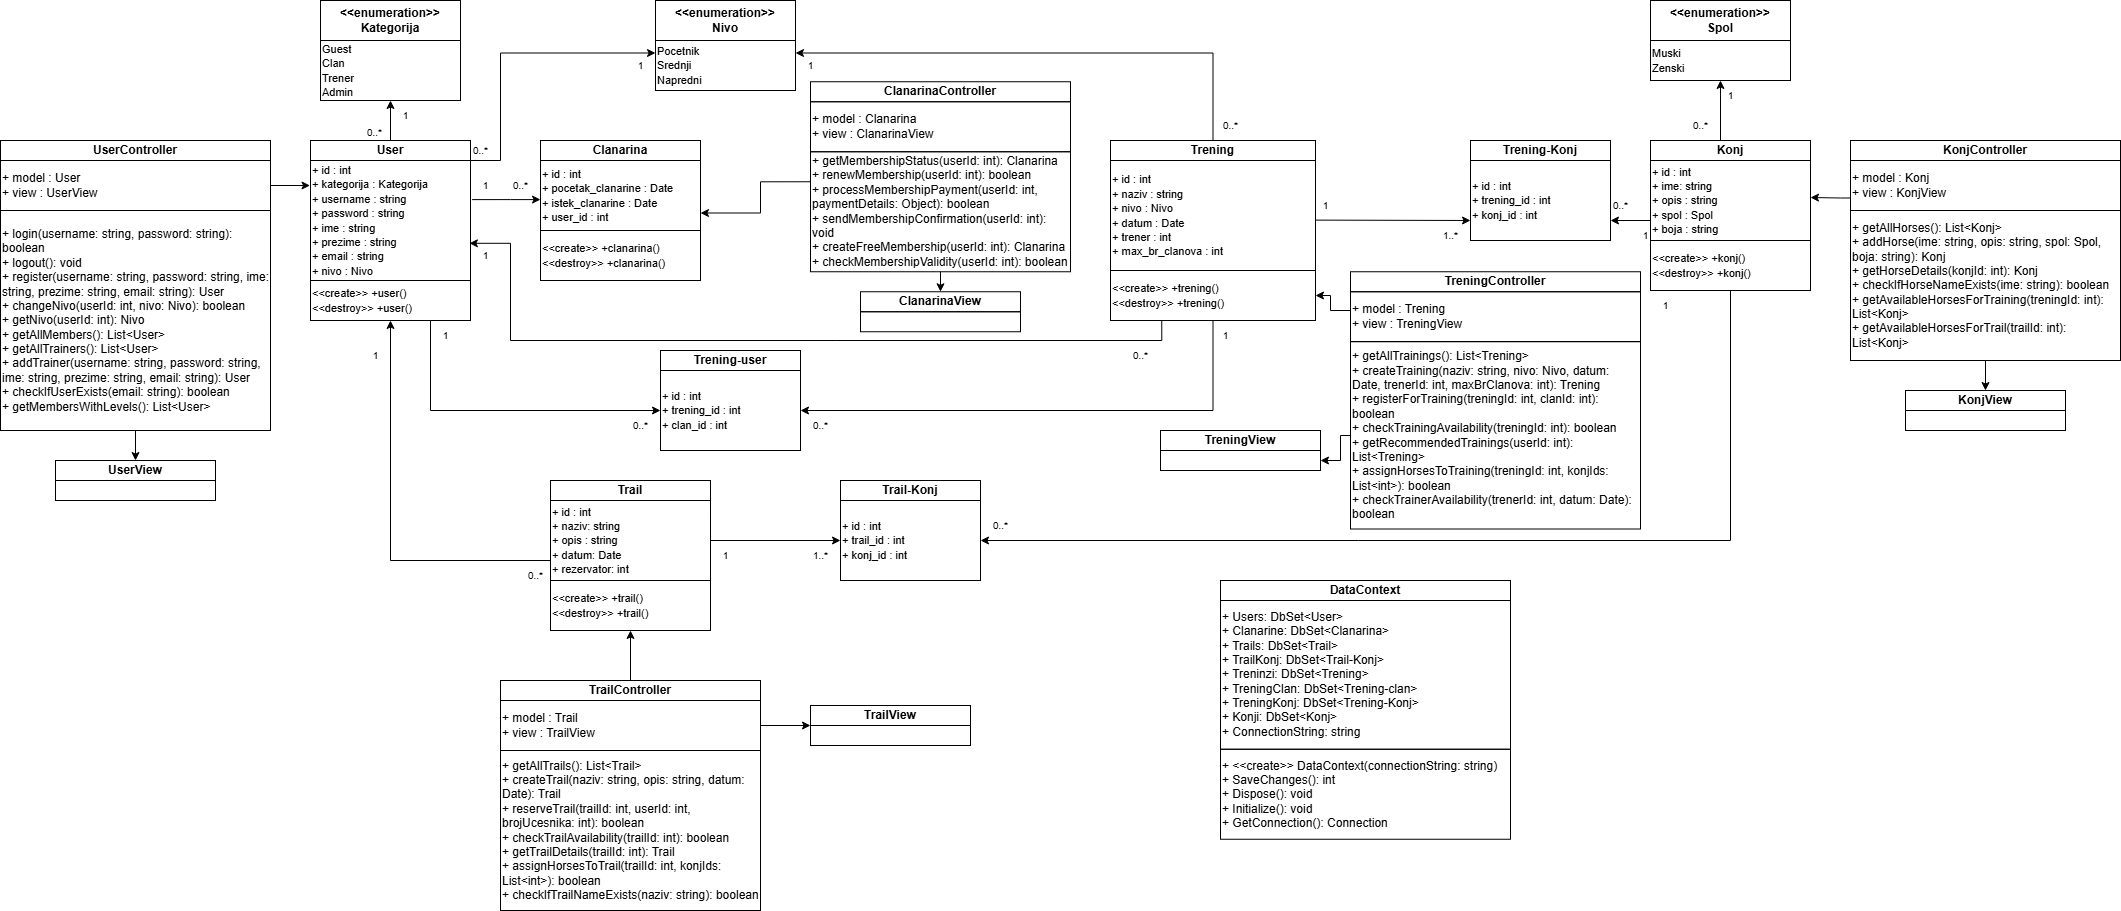 <<enumeration>>
Kategorija
Guest
Clan
Trener
Admin
<<enumeration>>
Nivo
Pocetnik
Srednji
Napredni
<<enumeration>>
Spol
Muski
Zenski
1
0..*
1
1
0..*
1
0..*
UserController
+ model : User
+ view : UserView
+ login(username: string, password: string):
boolean
+ logout(): void
+ register(username: string, password: string, ime:
string, prezime: string, email: string): User
+ changeNivo(userId: int, nivo: Nivo): boolean
+ getNivo(userId: int): Nivo
+ getAllMembers(): List<User>
+ getAllTrainers(): List<User>
+ addTrainer(username: string, password: string,
ime: string, prezime: string, email: string): User
+ checkIfUserExists(email: string): boolean
+ getMembersWithLevels(): List<User>
UserView
User
+ id : int
+ kategorija : Kategorija
+ username : string
+ password : string
+ ime : string
+ prezime : string
+ email : string
+ nivo : Nivo
<<create>> +user()
<<destroy>> +user()
0..*
1
0..*
1
1
1
Clanarina
+ id : int
+ pocetak_clanarine : Date
+ istek_clanarine : Date
+ user_id : int
<<create>> +clanarina()
<<destroy>> +clanarina()
ClanarinaController
+ model : Clanarina
+ view : ClanarinaView
+ getMembershipStatus(userId: int): Clanarina
+ renewMembership(userId: int): boolean
+ processMembershipPayment(userId: int,
paymentDetails: Object): boolean
+ sendMembershipConfirmation(userId: int):
void
+ createFreeMembership(userId: int): Clanarina
+ checkMembershipValidity(userId: int): boolean
ClanarinaView
Trening
+ id : int
+ naziv : string
+ nivo : Nivo
+ datum : Date
+ trener : int
+ max_br_clanova : int
<<create>> +trening()
<<destroy>> +trening()
0..*
1
1
1..*
Trening-Konj
+ id : int
+ trening_id : int
+ konj_id : int
0..*
1
Konj
+ id : int
+ ime: string
+ opis : string
+ spol : Spol
+ boja : string
<<create>> +konj()
<<destroy>> +konj()
1
KonjController
+ model : Konj
+ view : KonjView
+ getAllHorses(): List<Konj>
+ addHorse(ime: string, opis: string, spol: Spol,
boja: string): Konj
+ getHorseDetails(konjId: int): Konj
+ checkIfHorseNameExists(ime: string): boolean
+ getAvailableHorsesForTraining(treningId: int):
List<Konj>
+ getAvailableHorsesForTrail(trailId: int):
List<Konj>
KonjView
TreningController
+ model : Trening
+ view : TreningView
+ getAllTrainings(): List<Trening>
+ createTraining(naziv: string, nivo: Nivo, datum:
Date, trenerId: int, maxBrClanova: int): Trening
+ registerForTraining(treningId: int, clanId: int):
boolean
+ checkTrainingAvailability(treningId: int): boolean
+ getRecommendedTrainings(userId: int):
List<Trening>
+ assignHorsesToTraining(treningId: int, konjIds:
List<int>): boolean
+ checkTrainerAvailability(trenerId: int, datum: Date):
boolean
TreningView
Trening-user
+ id : int
+ trening_id : int
+ clan_id : int
0..*
0..*
Trail
+ id : int
+ naziv: string
+ opis : string
+ datum: Date
+ rezervator: int
<<create>> +trail()
<<destroy>> +trail()
0..*
1
1..*
Trail-Konj
+ id : int
+ trail_id : int
+ konj_id : int
0..*
TrailController
+ model : Trail
+ view : TrailView
+ getAllTrails(): List<Trail>
+ createTrail(naziv: string, opis: string, datum:
Date): Trail
+ reserveTrail(trailId: int, userId: int,
brojUcesnika: int): boolean
+ checkTrailAvailability(trailId: int): boolean
+ getTrailDetails(trailId: int): Trail
+ assignHorsesToTrail(trailId: int, konjIds:
List<int>): boolean
+ checkIfTrailNameExists(naziv: string): boolean
TrailView
DataContext
+ Users: DbSet<User>
+ Clanarine: DbSet<Clanarina>
+ Trails: DbSet<Trail>
+ TrailKonj: DbSet<Trail-Konj>
+ Treninzi: DbSet<Trening>
+ TreningClan: DbSet<Trening-clan>
+ TreningKonj: DbSet<Trening-Konj>
+ Konji: DbSet<Konj>
+ ConnectionString: string
+ <<create>> DataContext(connectionString: string)
+ SaveChanges(): int
+ Dispose(): void
+ Initialize(): void
+ GetConnection(): Connection